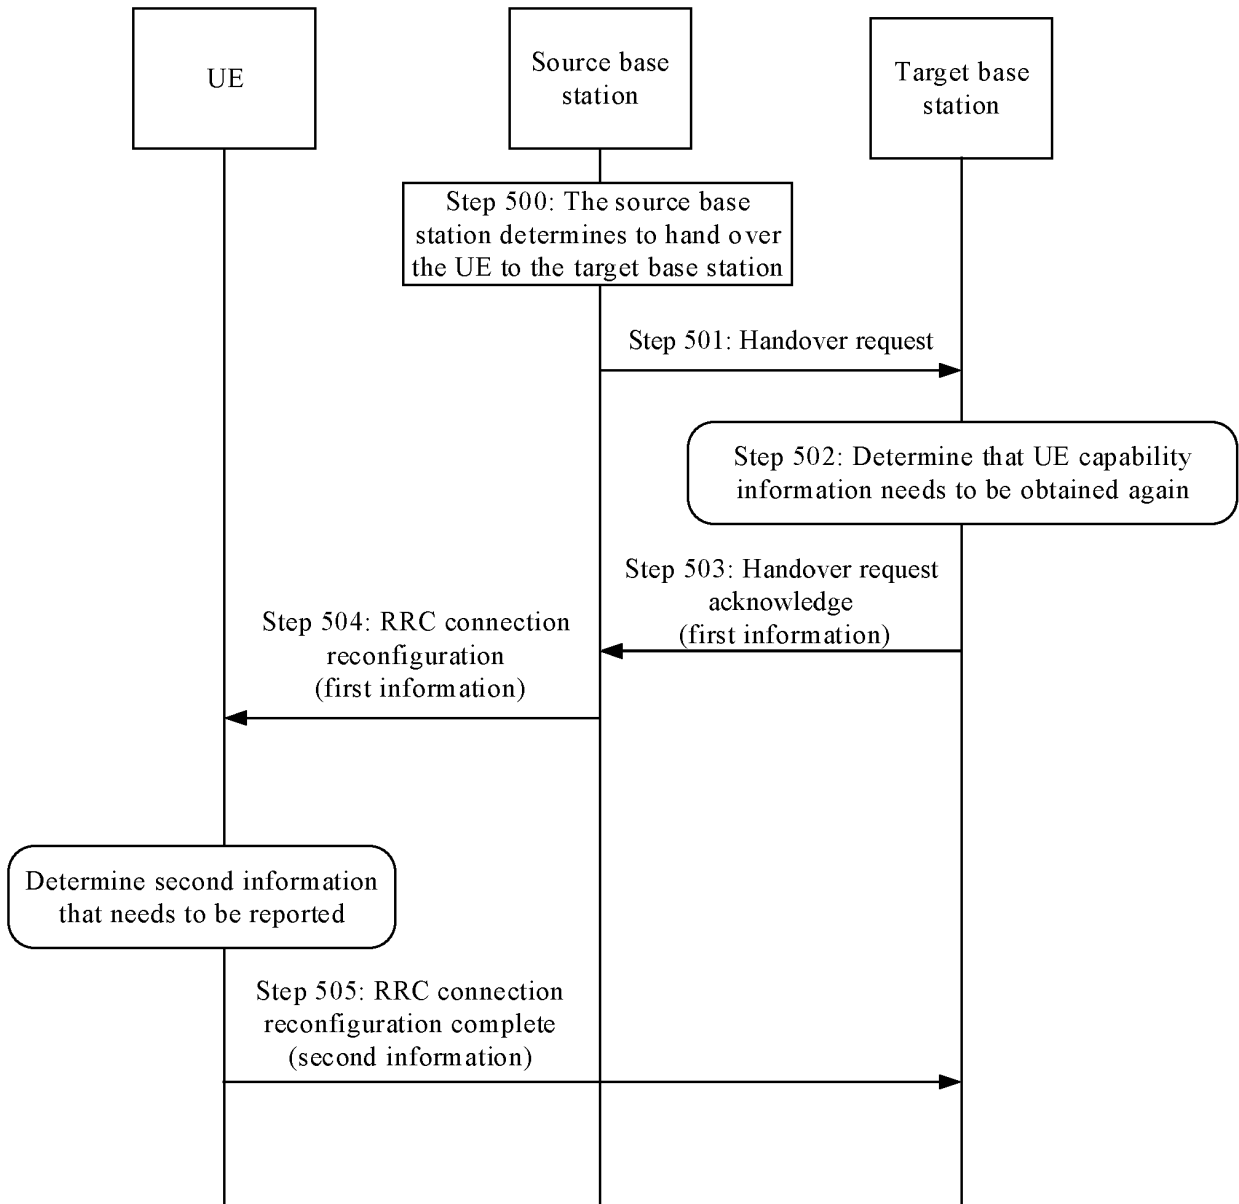 UE
Source base
station
Target base
station
Step 500: The source base
station determines to hand over
the UE to the target base station
Step 501: Handover request
Step 502: Determine that UE capability
information needs to be obtained again
Step 503: Handover request
acknowledge
(first information)
Step 504: RRC connection
reconfiguration
(first information)
Determine second information
that needs to be reported
Step 505: RRC connection
reconfiguration complete
(second information)